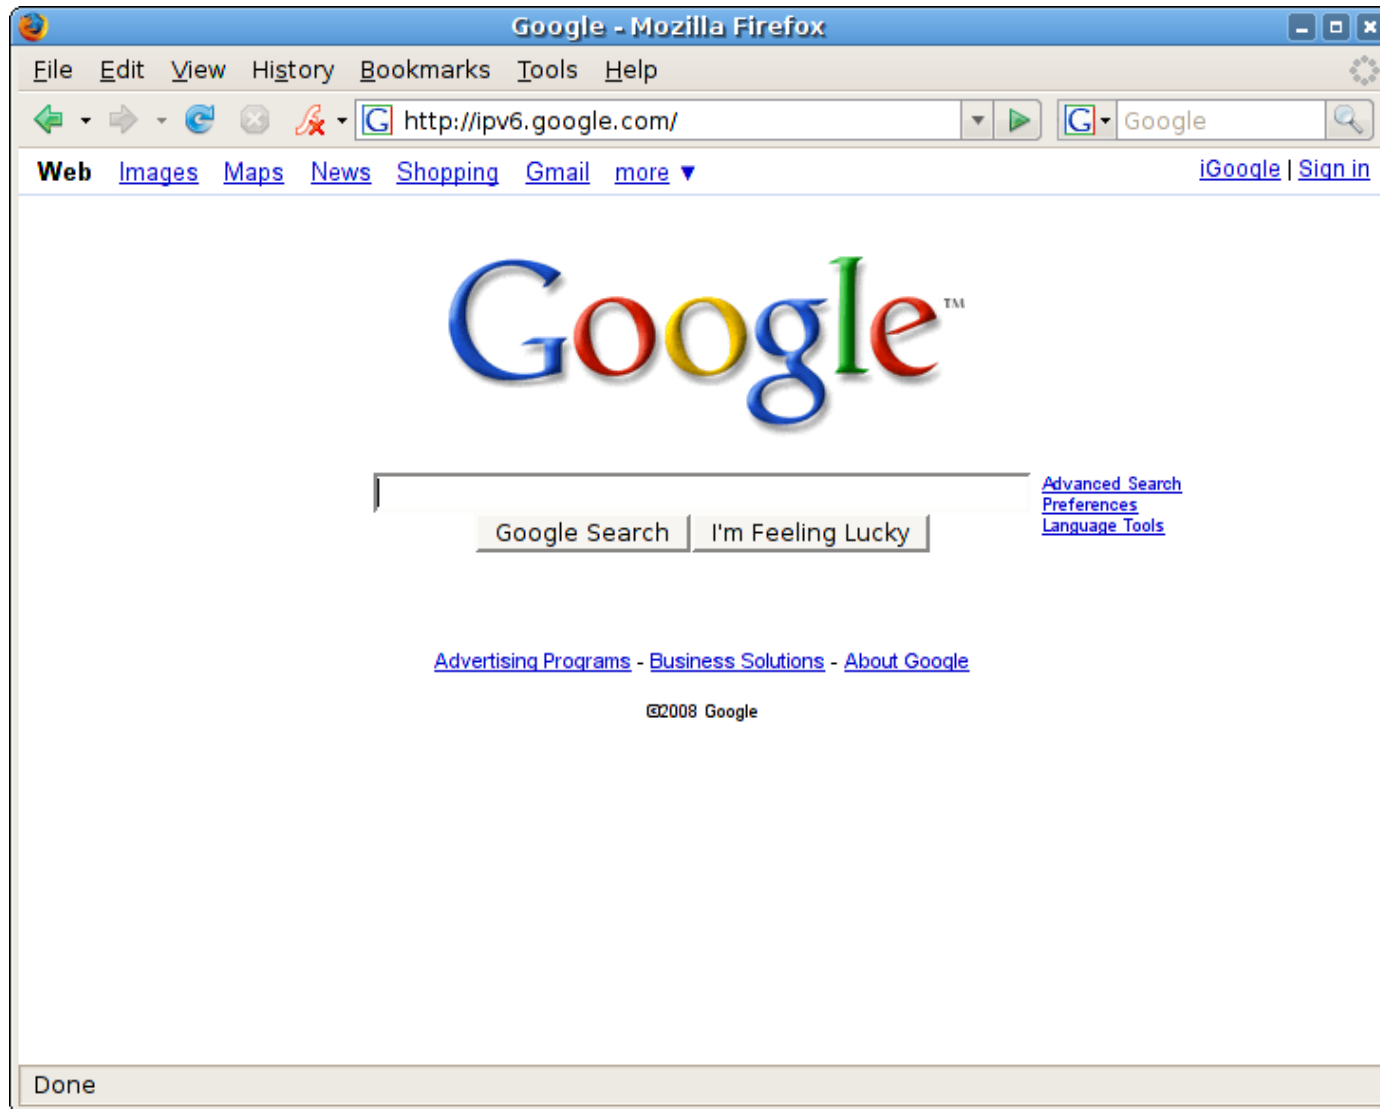 Google - Mozilla Firefox
File Edit View History Bookmarks Tools Help
http://ipv6.google.com/ Google
Web Images Maps News Shopping Gmail more ▼ iGoogle | Sign in
Google™
Advanced Search
Preferences
Language Tools
Google Search I'm Feeling Lucky
Advertising Programs - Business Solutions - About Google
©2008 Google
Done